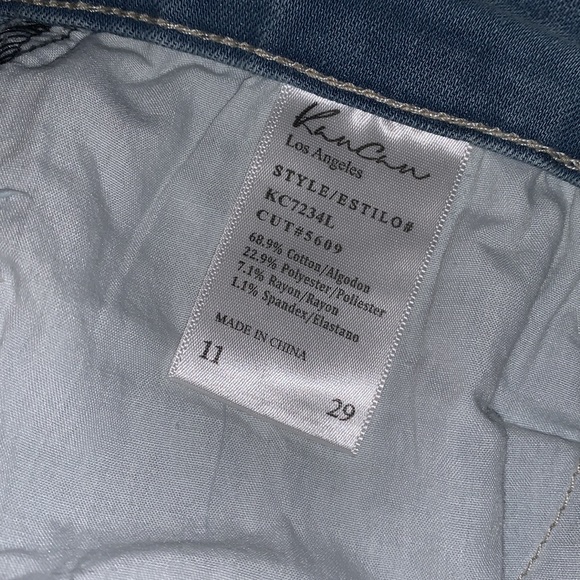 KanCan
Los Angeles
STYLE/ESTILO#
KC7234L
CUT#5609
68.9% Cotton/Algodon
22.9% Polyester/Poliester
7.1% Rayon/Rayon
1.1% Spandex/Elastano
MADE IN CHINA
11 29